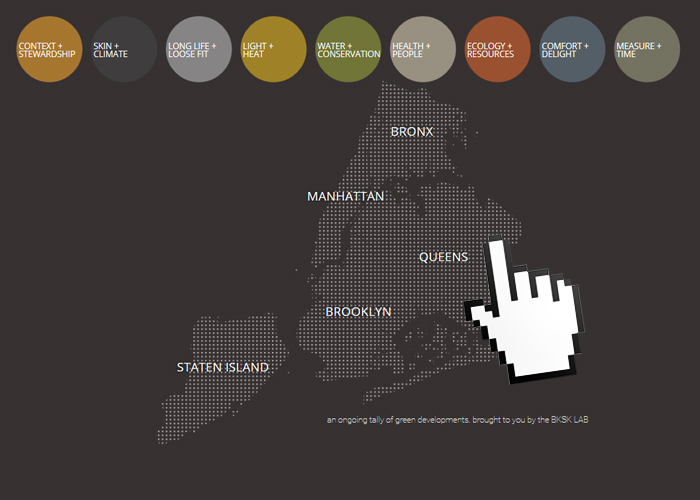 CONTEXT +
STEWARDSHIP
SKIN +
CLIMATE
LONG LIFE +
LOOSE FIT
LIGHT +
HEAT
WATER +
CONSERVATION
HEALTH +
PEOPLE
ECOLOGY +
RESOURCES
COMFORT +
DELIGHT
MEASURE +
TIME
BRONX
MANHATTAN
QUEENS
BROOKLYN
STATEN ISLAND
an ongoing tally of green developments, brought to you by the BKSK LAB